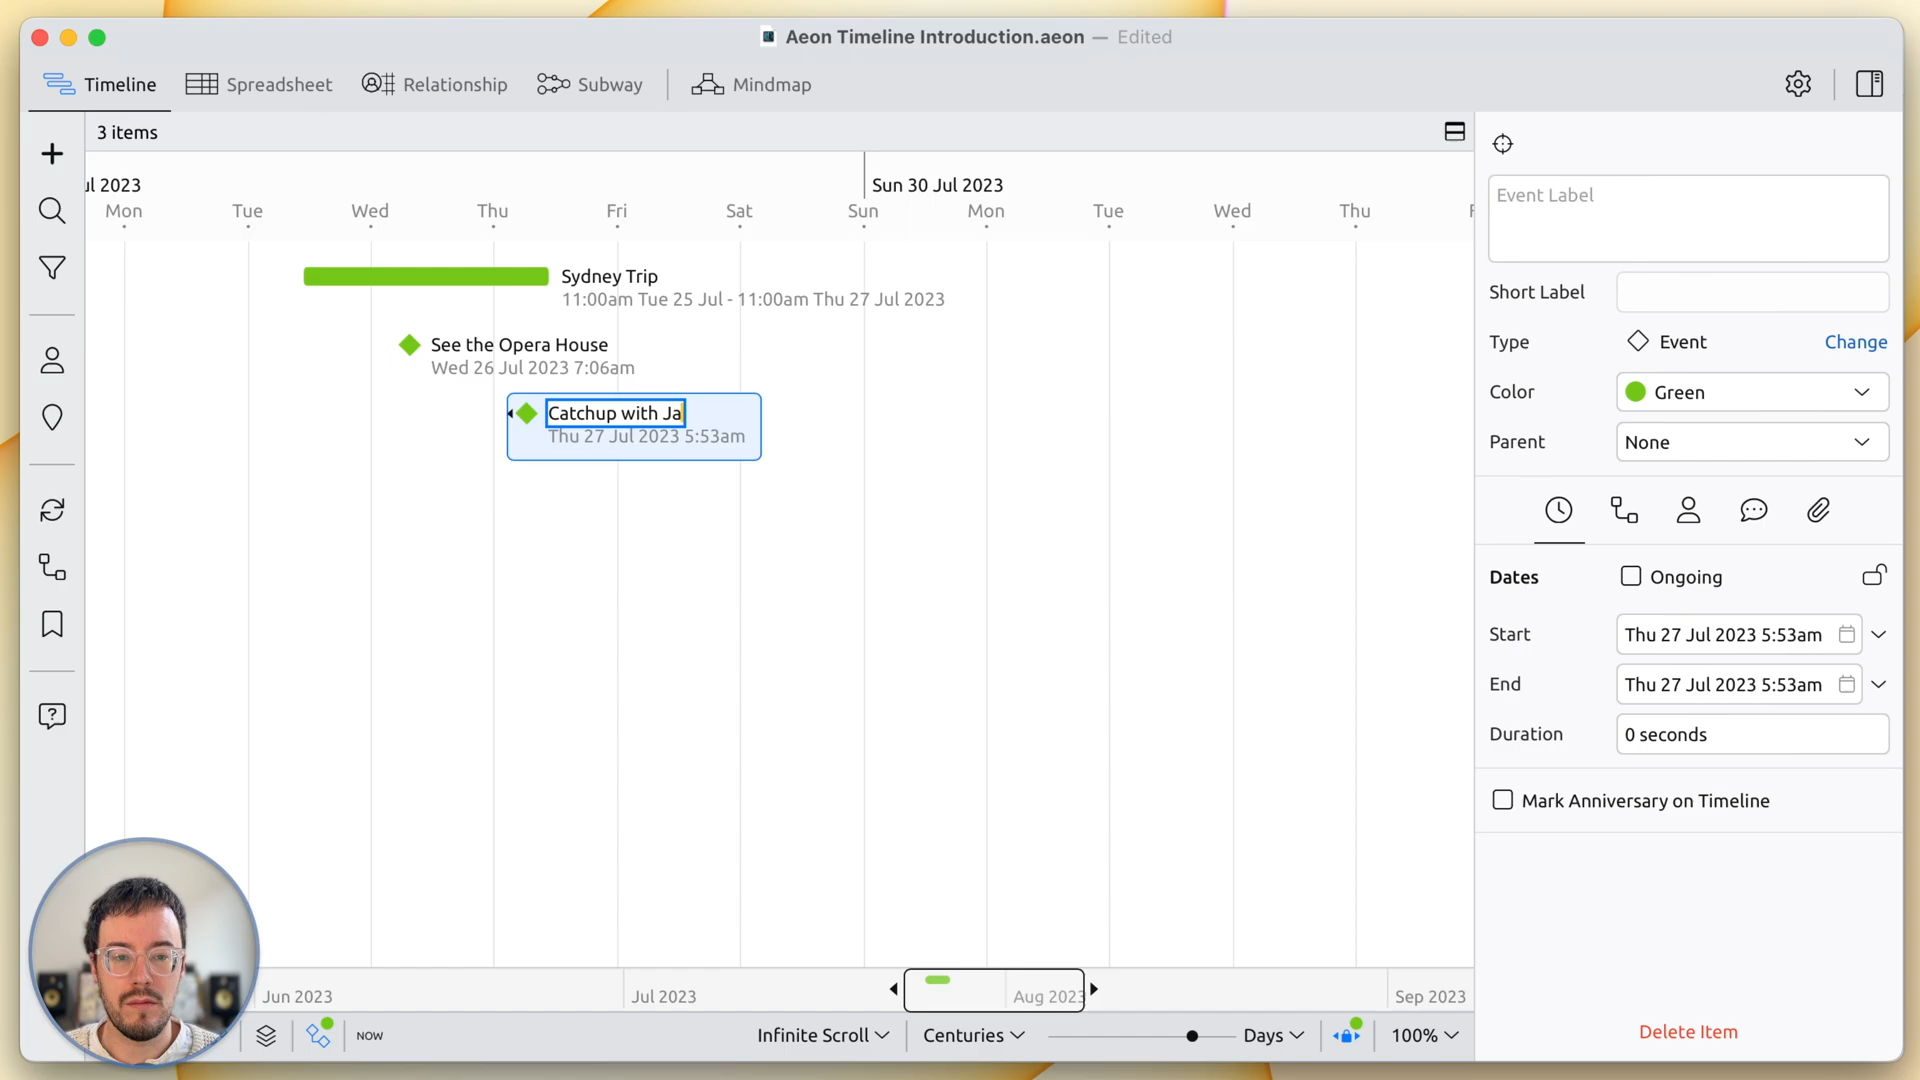 Aeon Timeline Introduction.aeon — Edited
Timeline Spreadsheet Relationship Subway Mindmap
3 items
2023 Sun 30 Jul 2023
Mon Tue Wed Thu Fri Sat Sun Mon Tue Wed Thu
Sydney Trip
11:00am Tue 25 Jul - 11:00am Thu 27 Jul 2023
See the Opera House
Wed 26 Jul 2023 7:06am
Catchup with Ja
Thu 27 Jul 2023 5:53am
Jun 2023 Jul 2023 Aug 2023 Sep 2023
NOW Infinite Scroll Centuries Days 100%
Event Label
Short Label
Type Event Change
Color Green
Parent None
Dates Ongoing
Start Thu 27 Jul 2023 5:53am
End Thu 27 Jul 2023 5:53am
Duration 0 seconds
Mark Anniversary on Timeline
Delete Item